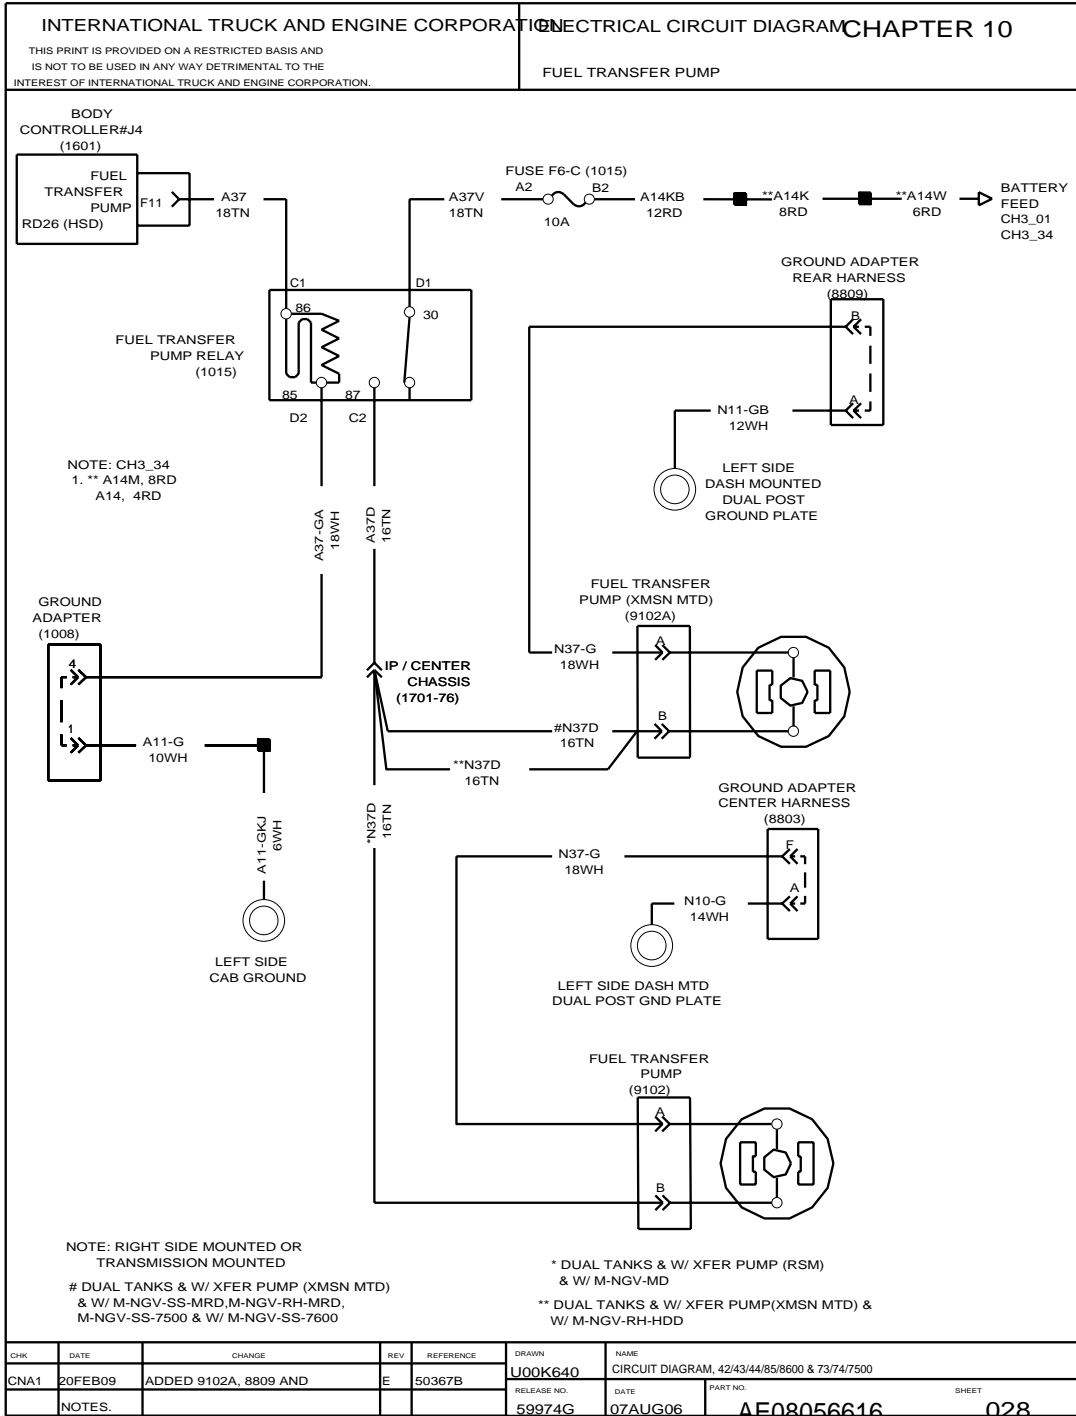 INTERNATIONAL TRUCK AND ENGINE CORPORATION
THIS PRINT IS PROVIDED ON A RESTRICTED BASIS AND
IS NOT TO BE USED IN ANY WAY DETRIMENTAL TO THE
INTEREST OF INTERNATIONAL TRUCK AND ENGINE CORPORATION.
ELECTRICAL CIRCUIT DIAGRAM
CHAPTER 10
FUEL TRANSFER PUMP
BODY
CONTROLLER#J4
(1601)
FUEL
TRANSFER
PUMP
RD26 (HSD)
F11
A37
18TN
A37V
18TN
FUSE F6-C (1015)
A2
B2
10A
A14KB
12RD
**A14K
8RD
**A14W
6RD
BATTERY
FEED
CH3_01
CH3_34
C1
D1
86
30
FUEL TRANSFER
PUMP RELAY
(1015)
85
87
D2
C2
GROUND ADAPTER
REAR HARNESS
(8809)
B
A
N11-GB
12WH
LEFT SIDE
DASH MOUNTED
DUAL POST
GROUND PLATE
NOTE: CH3_34
1. ** A14M, 8RD
A14, 4RD
A37-GA
18WH
A37D
16TN
GROUND
ADAPTER
(1008)
4
1
A11-G
10WH
A11-GKJ
6WH
LEFT SIDE
CAB GROUND
IP / CENTER
CHASSIS
(1701-76)
FUEL TRANSFER
PUMP (XMSN MTD)
(9102A)
N37-G
18WH
A
B
#N37D
16TN
**N37D
16TN
*N37D
16TN
GROUND ADAPTER
CENTER HARNESS
(8803)
F
A
N37-G
18WH
N10-G
14WH
LEFT SIDE DASH MTD
DUAL POST GND PLATE
FUEL TRANSFER
PUMP
(9102)
A
B
NOTE: RIGHT SIDE MOUNTED OR
TRANSMISSION MOUNTED
# DUAL TANKS & W/ XFER PUMP (XMSN MTD)
& W/ M-NGV-SS-MRD,M-NGV-RH-MRD,
M-NGV-SS-7500 & W/ M-NGV-SS-7600
* DUAL TANKS & W/ XFER PUMP (RSM)
& W/ M-NGV-MD
** DUAL TANKS & W/ XFER PUMP(XMSN MTD) &
W/ M-NGV-RH-HDD
CHK DATE CHANGE REV REFERENCE
CNA1 20FEB09 ADDED 9102A, 8809 AND E 50367B
NOTES.
DRAWN
U00K640
NAME
CIRCUIT DIAGRAM, 42/43/44/85/8600 & 73/74/7500
RELEASE NO.
59974G
DATE
07AUG06
PART NO.
AE08056616
SHEET
028